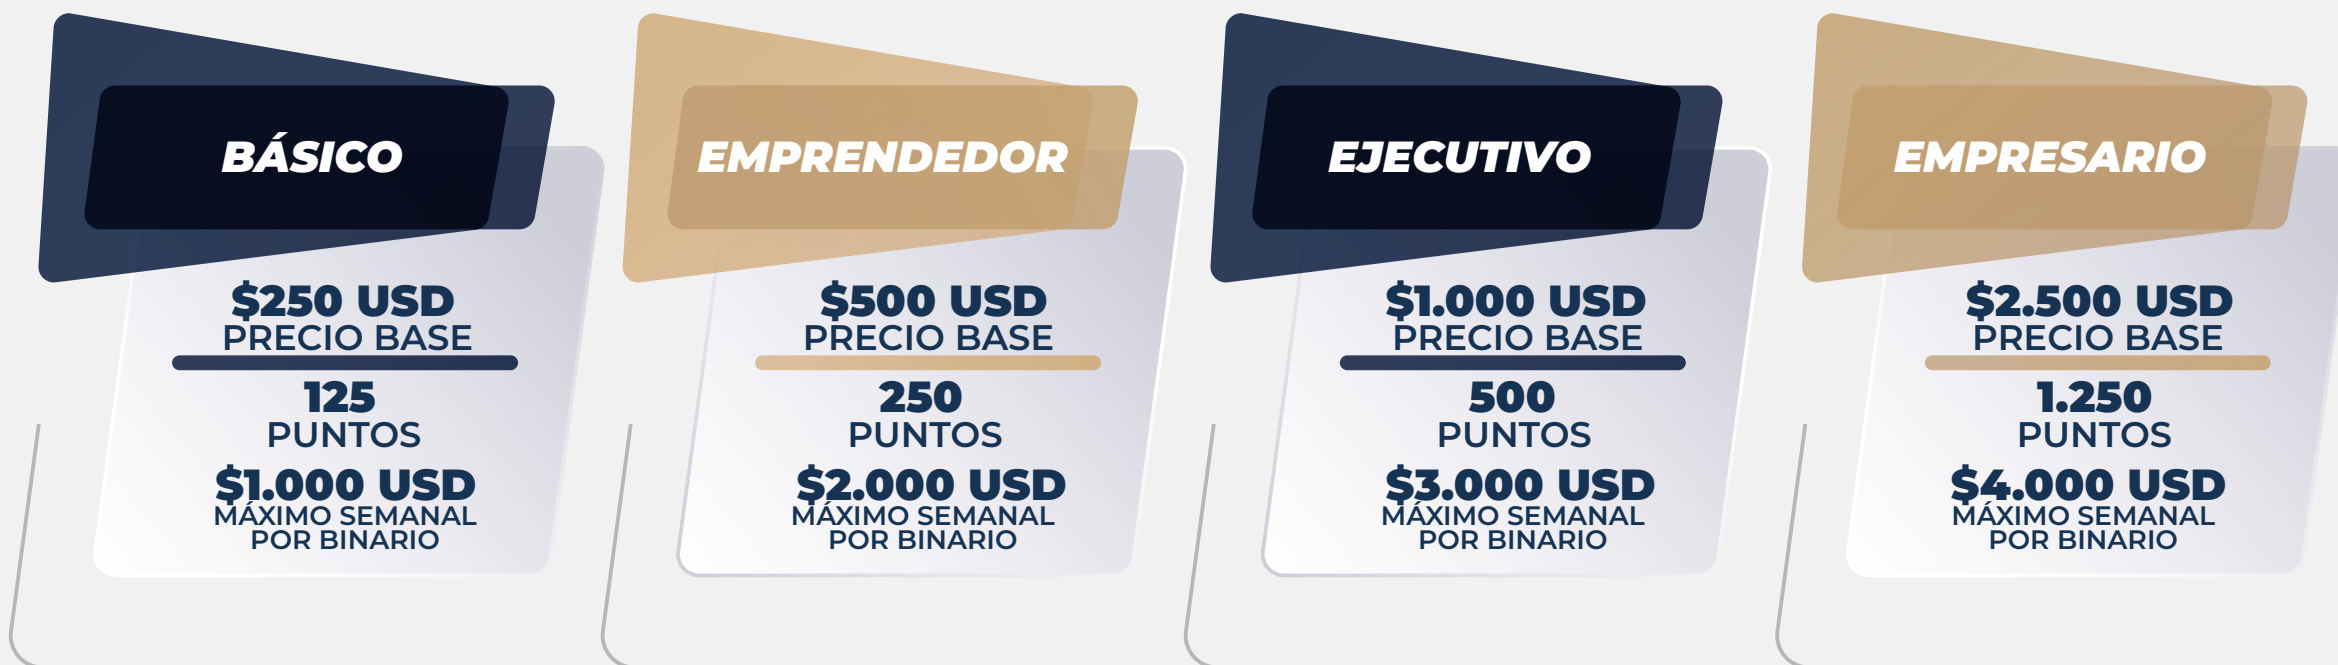 BÁSICO
$250 USD
PRECIO BASE
125
PUNTOS
$1.000 USD
MÁXIMO SEMANAL
POR BINARIO
EMPRENDEDOR
$500 USD
PRECIO BASE
250
PUNTOS
$2.000 USD
MÁXIMO SEMANAL
POR BINARIO
EJECUTIVO
$1.000 USD
PRECIO BASE
500
PUNTOS
$3.000 USD
MÁXIMO SEMANAL
POR BINARIO
EMPRESARIO
$2.500 USD
PRECIO BASE
1.250
PUNTOS
$4.000 USD
MÁXIMO SEMANAL
POR BINARIO